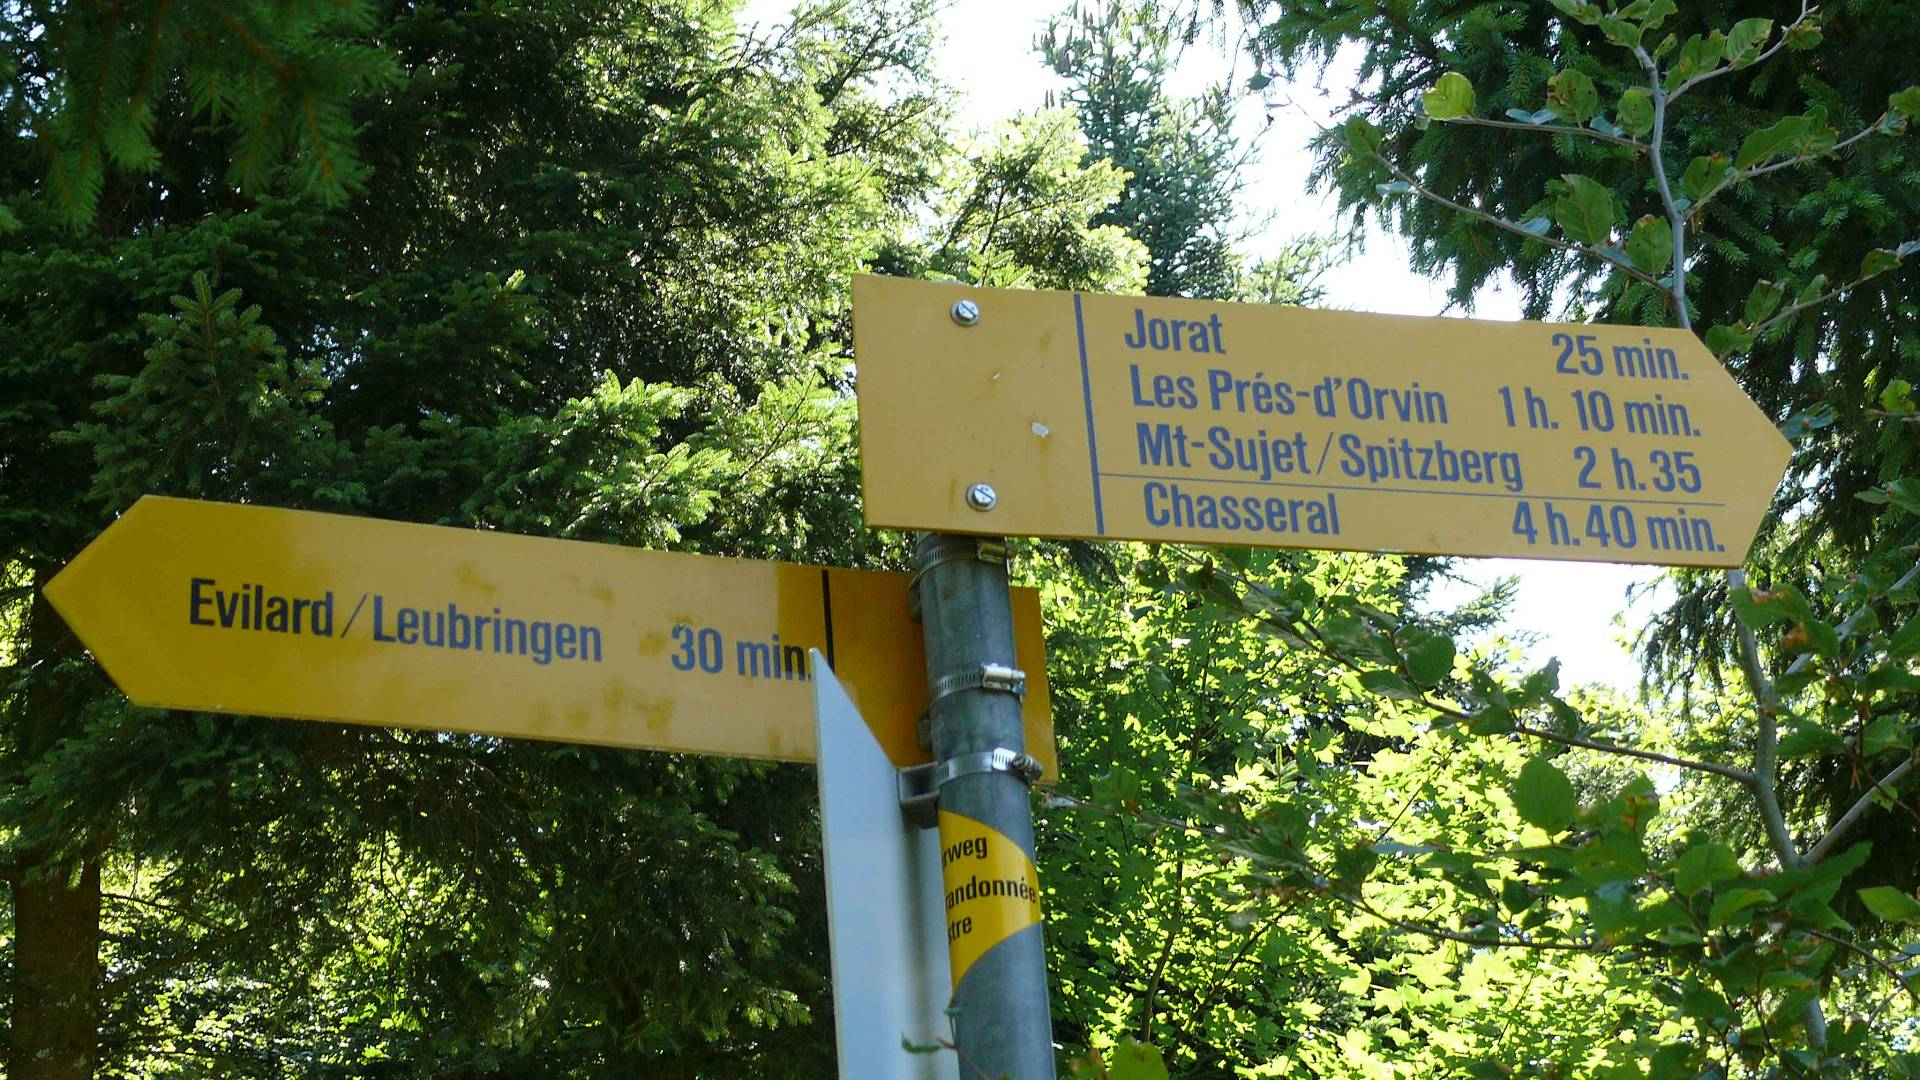 Jorat 25 min.
Les Prés-d'Orvin 1 h. 10 min.
Mt-Sujet/Spitzberg 2 h. 35
Chasseral 4 h. 40 min.
Evilard/Leubringen 30 min.
rweg
randonnée
stre